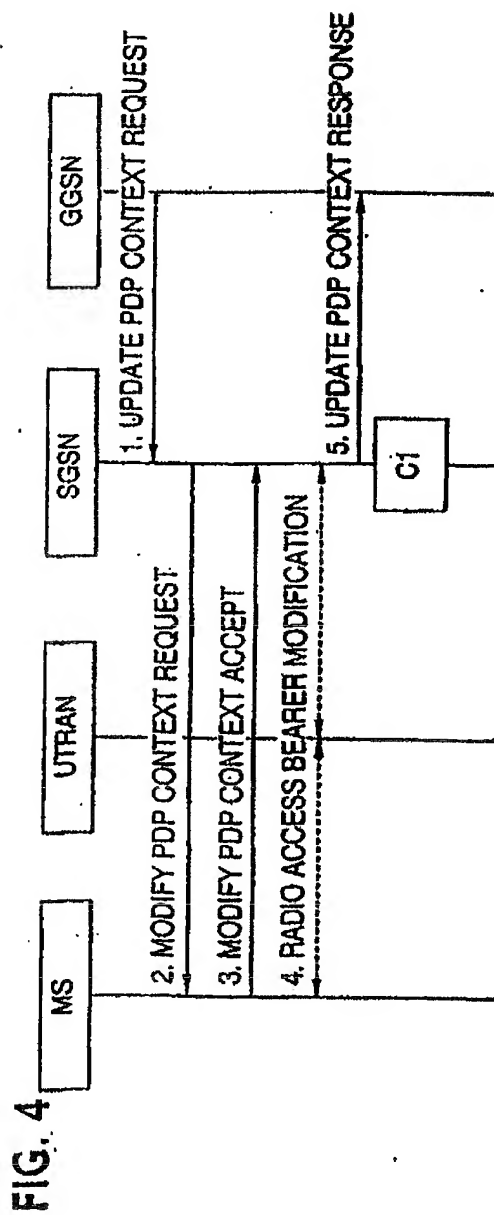 FIG. 4
MS
UTRAN
SGSN
GGSN
1. UPDATE PDP CONTEXT REQUEST
2. MODIFY PDP CONTEXT REQUEST
3. MODIFY PDP CONTEXT ACCEPT
4. RADIO ACCESS BEARER MODIFICATION
5. UPDATE PDP CONTEXT RESPONSE
C1